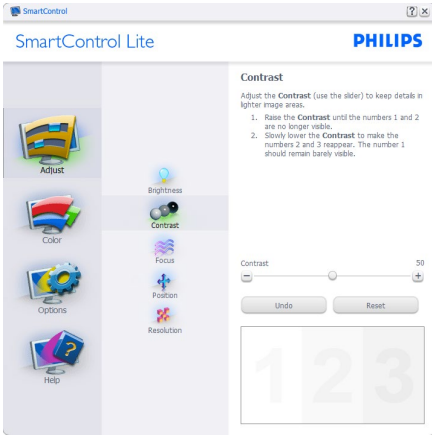 SmartControl
SmartControl Lite
PHILIPS
Adjust
Color
Options
Help
Brightness
Contrast
Focus
Position
Resolution
Contrast
Adjust the Contrast (use the slider) to keep details in
lighter image areas.
1. Raise the Contrast until the numbers 1 and 2
are no longer visible.
2. Slowly lower the Contrast to make the
numbers 2 and 3 reappear. The number 1
should remain barely visible.
Contrast 50
Undo Reset
1 2 3